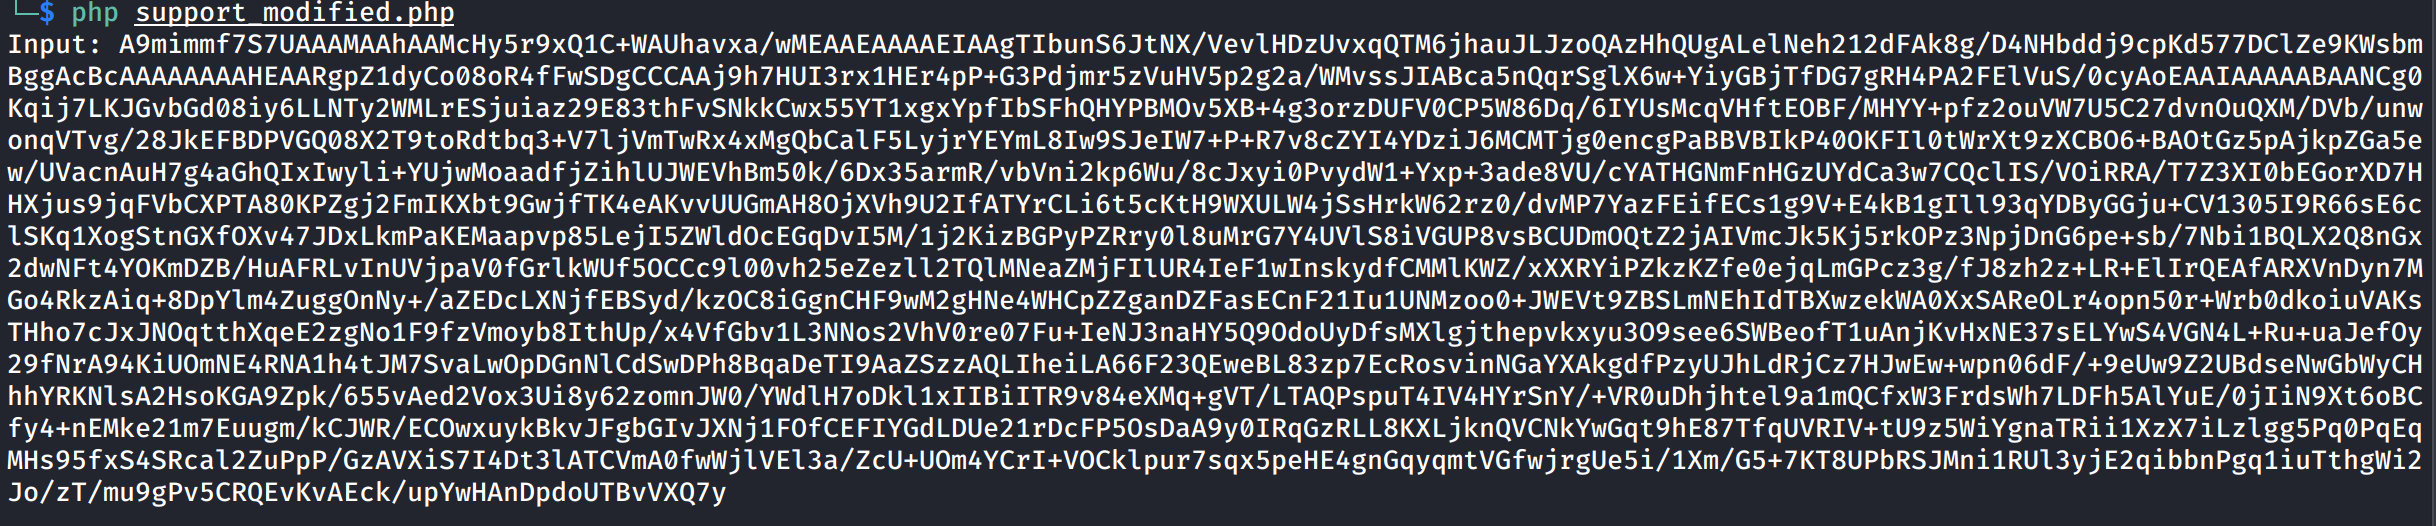 └─$ php support_modified.php
Input: A9mimmf7S7UAAAMAAhAAMcHy5r9xQ1C+WAUhavxa/wMEAAEAAAAEIAAgTIbunS6JtNX/VevlHDzUvxqQTM6jhauJLJzoQAzHhQUgALelNeh212dFAk8g/D4NHbddj9cpKd577DClZe9KWsbm
BggAcBcAAAAAAAAHEAARgpZ1dyCo08oR4fFwSDgCCCAAj9h7HUI3rx1HEr4pP+G3Pdjmr5zVuHV5p2g2a/WMvssJIABca5nQqrSglX6w+YiyGBjTfDG7gRH4PA2FElVuS/0cyAoEAAIAAAAABAANCg0
Kqij7LKJGvbGd08iy6LLNTy2WMLrESjuiaz29E83thFvSNkkCwx55YT1xgxYpfIbSFhQHYPBMOv5XB+4g3orzDUFV0CP5W86Dq/6IYUsMcqVHftEOBF/MHYY+pfz2ouVW7U5C27dvnOuQXM/DVb/unw
onqVTvg/28JkEFBDPVGQ08X2T9toRdtbq3+V7ljVmTwRx4xMgQbCalF5LyjrYEYmL8Iw9SJeIW7+P+R7v8cZYI4YDziJ6MCMTjg0encgPaBBVBIkP40OKFIl0tWrXt9zXCBO6+BAOtGz5pAjkpZGa5e
w/UVacnAuH7g4aGhQIxIwyli+YUjwMoaadfjZihlUJWEVhBm50k/6Dx35armR/vbVni2kp6Wu/8cJxyi0PvydW1+Yxp+3ade8VU/cYATHGNmFnHGzUYdCa3w7CQclIS/VOiRRA/T7Z3XI0bEGorXD7H
HXjus9jqFVbCXPTA80KPZgj2FmIKXbt9GwjfTK4eAKvvUUGmAH8OjXVh9U2IfATYrCLi6t5cKtH9WXULW4jSsHrkW62rz0/dvMP7YazFEifECs1g9V+E4kB1gIll93qYDByGGju+CV1305I9R66sE6c
lSKq1XogStnGXfOXv47JDxLkmPaKEMaapvp85LejI5ZWldOcEGqDvI5M/1j2KizBGPyPZRry0l8uMrG7Y4UVlS8iVGUP8vsBCUDmOQtZ2jAIVmcJk5Kj5rkOPz3NpjDnG6pe+sb/7Nbi1BQLX2Q8nGx
2dwNFt4YOKmDZB/HuAFRLvInUVjpaV0fGrlkWUf5OCCc9l00vh25eZezll2TQlMNeaZMjFIlUR4IeF1wInskydfCMMlKWZ/xXXRYiPZkzKZfe0ejqLmGPcz3g/fJ8zh2z+LR+ElIrQEAfARXVnDyn7M
Go4RkzAiq+8DpYlm4ZuggOnNy+/aZEDcLXNjfEBSyd/kzOC8iGgnCHF9wM2gHNe4WHCpZZganDZFasECnF21Iu1UNMzoo0+JWEVt9ZBSLmNEhIdTBXwzekWA0XxSAReOLr4opn50r+Wrb0dkoiuVAKs
THho7cJxJNOqtthXqeE2zgNo1F9fzVmoyb8IthUp/x4VfGbv1L3NNos2VhV0re07Fu+IeNJ3naHY5Q9OdoUyDfsMXlgjthepvkxyu3O9see6SWBeofT1uAnjKvHxNE37sELYwS4VGN4L+Ru+uaJefOy
29fNrA94KiUOmNE4RNA1h4tJM7SvaLwOpDGnNlCdSwDPh8BqaDeTI9AaZSzzAQLIheiLA66F23QEweBL83zp7EcRosvinNGaYXAkgdfPzyUJhLdRjCz7HJwEw+wpn06dF/+9eUw9Z2UBdseNwGbWyCH
hhYRKNlsA2HsoKGA9Zpk/655vAed2Vox3Ui8y62zomnJW0/YWdlH7oDkl1xIIBiITR9v84eXMq+gVT/LTAQPspuT4IV4HYrSnY/+VR0uDhjhtel9a1mQCfxW3FrdsWh7LDFh5AlYuE/0jIiN9Xt6oBC
fy4+nEMke21m7Euugm/kCJWR/ECOwxuykBkvJFgbGIvJXNj1FOfCEFIYGdLDUe21rDcFP5OsDaA9y0IRqGzRLL8KXLjknQVCNkYwGqt9hE87TfqUVRIV+tU9z5WiYgnaTRii1XzX7iLzlgg5Pq0PqEq
MHs95fxS4SRcal2ZuPpP/GzAVXiS7I4Dt3lATCVmA0fwWjlVEl3a/ZcU+UOm4YCrI+VOCklpur7sqx5peHE4gnGqyqmtVGfwjrgUe5i/1Xm/G5+7KT8UPbRSJMni1RUl3yjE2qibbnPgq1iuTthgWi2
Jo/zT/mu9gPv5CRQEvKvAEck/upYwHAnDpdoUTBvVXQ7y